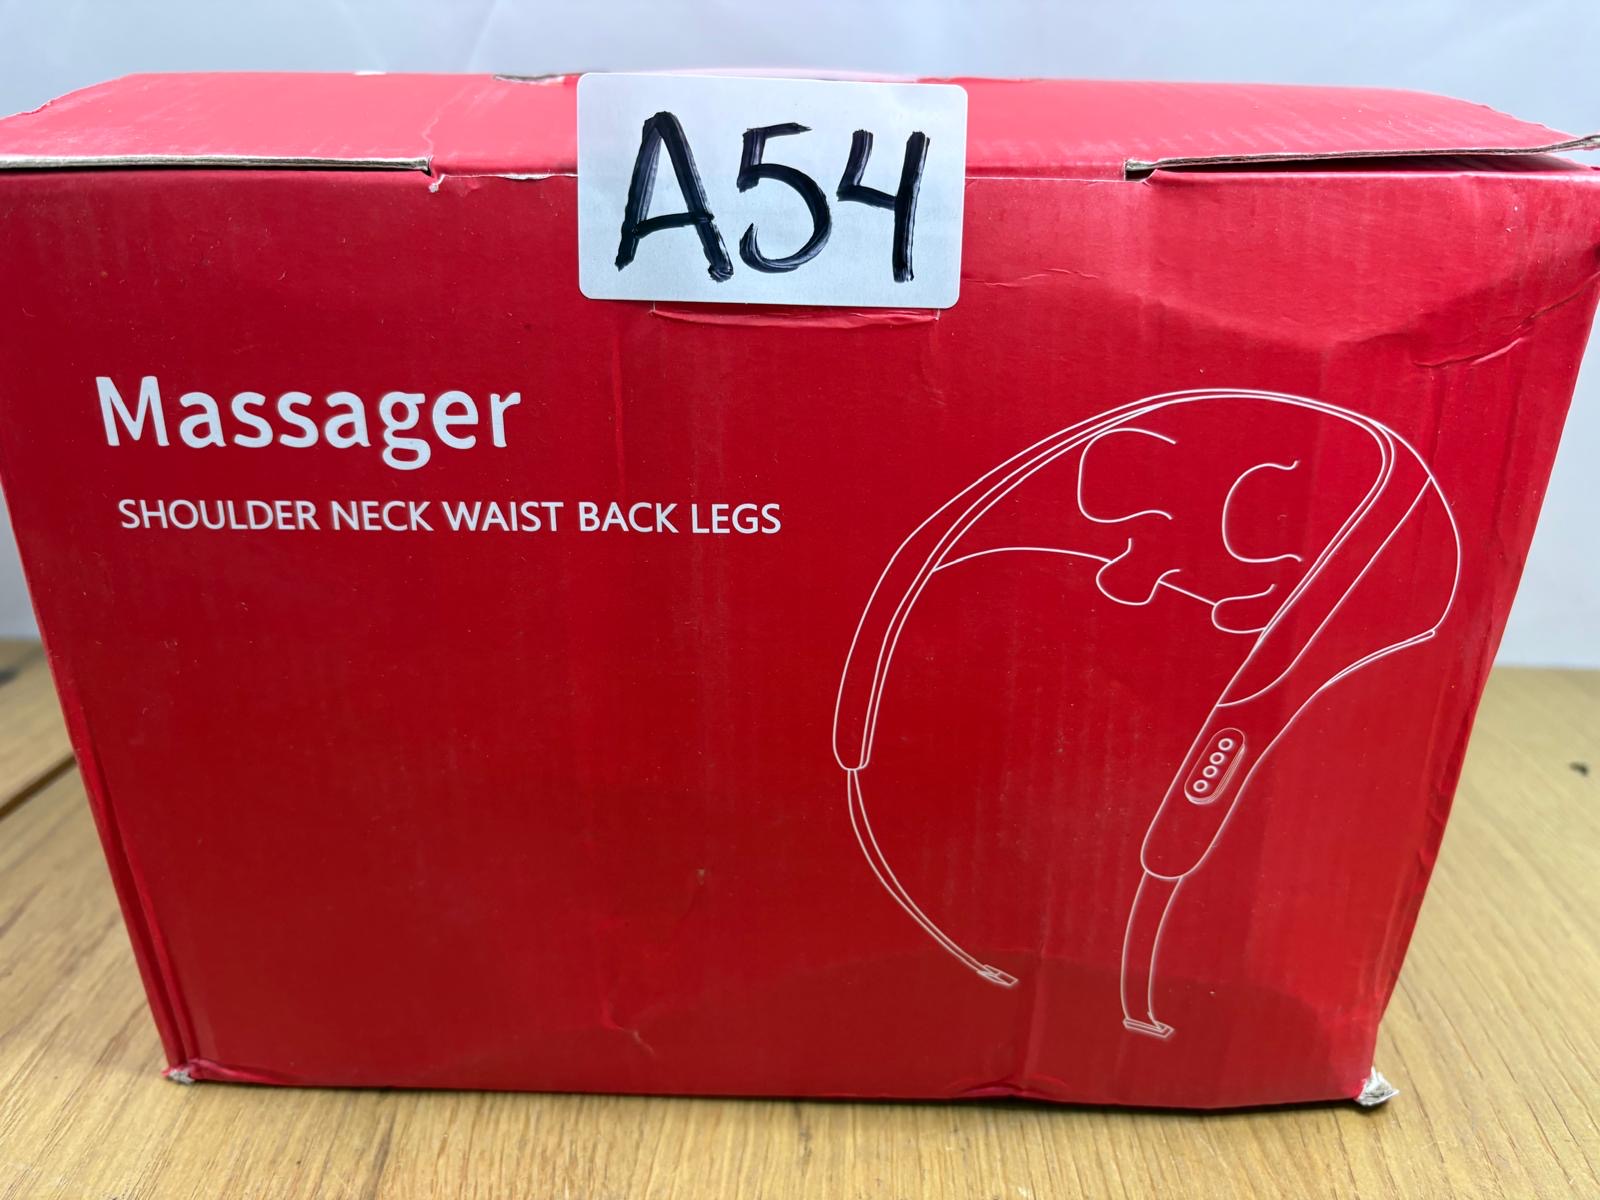 A54
Massager
SHOULDER NECK WAIST BACK LEGS